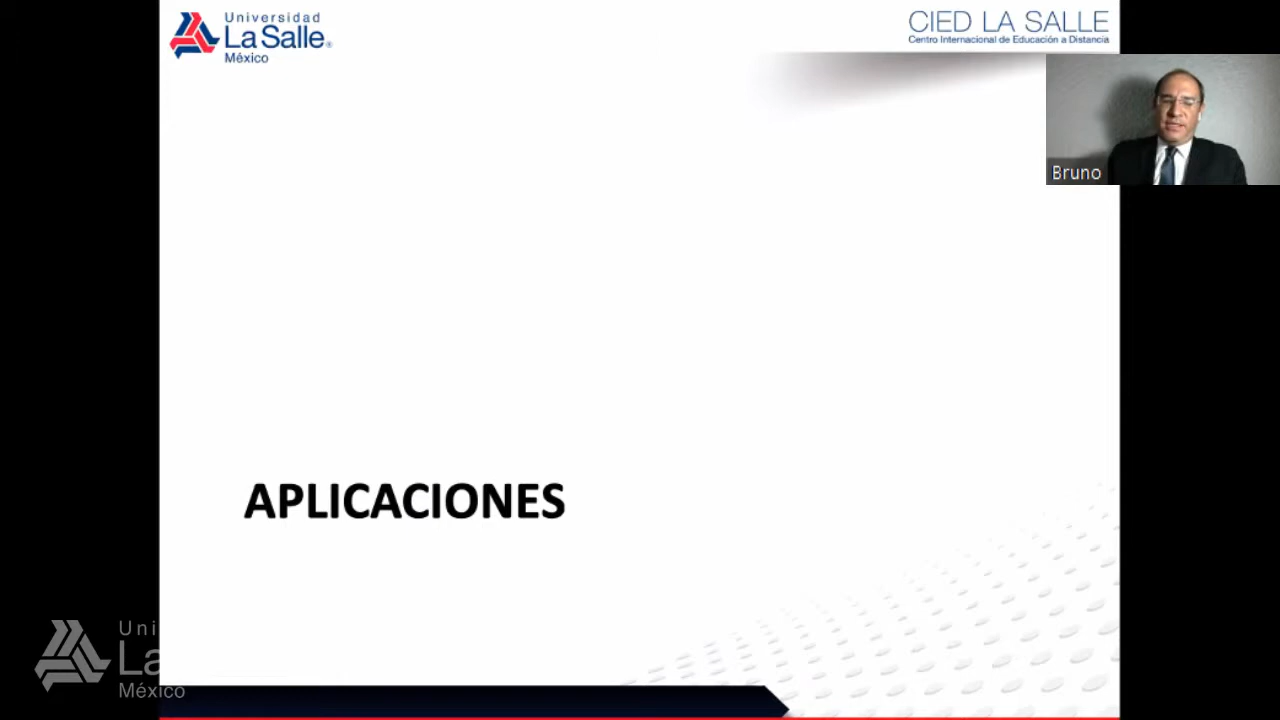 Universidad
La Salle®
México
CIED LA SALLE
Centro Internacional de Educación a Distancia
Bruno
APLICACIONES
Uni
La
México